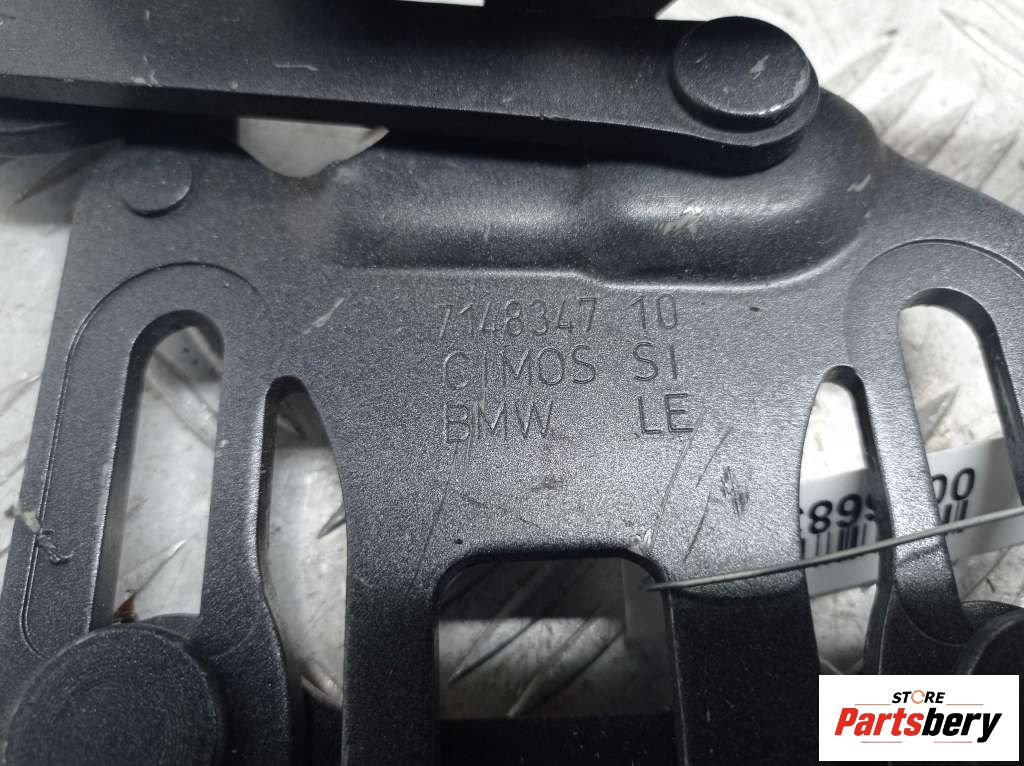 7148347 10
CIMOS SI
BMW LE
STORE
Partsbery